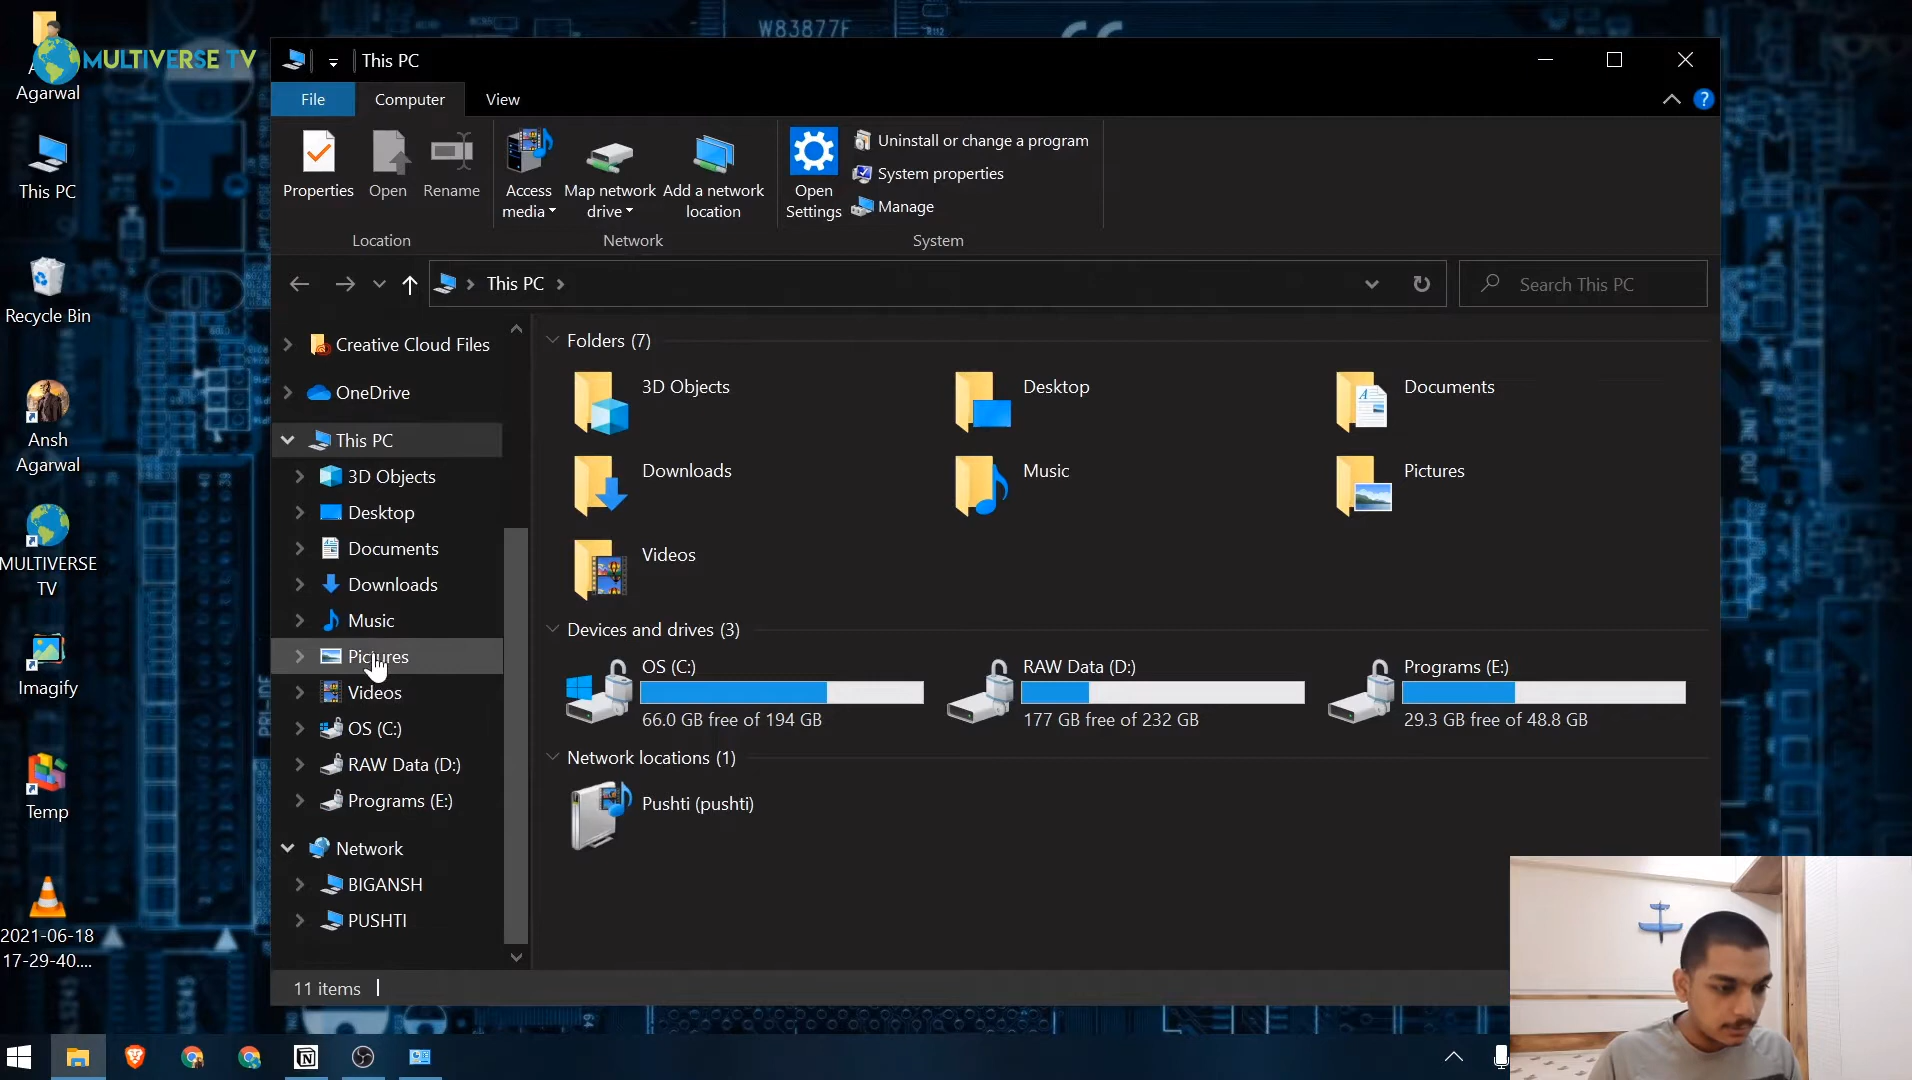 W83877F
R112
MULTIVERSE TV
Agarwal
This PC
Recycle Bin
Ansh
Agarwal
MULTIVERSE
TV
Imagify
Temp
2021-06-18
17-29-40....
This PC
File
Computer
View
?
Properties
Open
Rename
Access
media
Map network
drive
Add a network
location
Open
Settings
Uninstall or change a program
System properties
Manage
Location
Network
System
This PC
Search This PC
Creative Cloud Files
OneDrive
This PC
3D Objects
Desktop
Documents
Downloads
Music
Pictures
Videos
OS (C:)
RAW Data (D:)
Programs (E:)
Network
BIGANSH
PUSHTI
Folders (7)
3D Objects
Desktop
Documents
Downloads
Music
Pictures
Videos
Devices and drives (3)
OS (C:)
66.0 GB free of 194 GB
RAW Data (D:)
177 GB free of 232 GB
Programs (E:)
29.3 GB free of 48.8 GB
Network locations (1)
Pushti (pushti)
11 items
LINE OUT